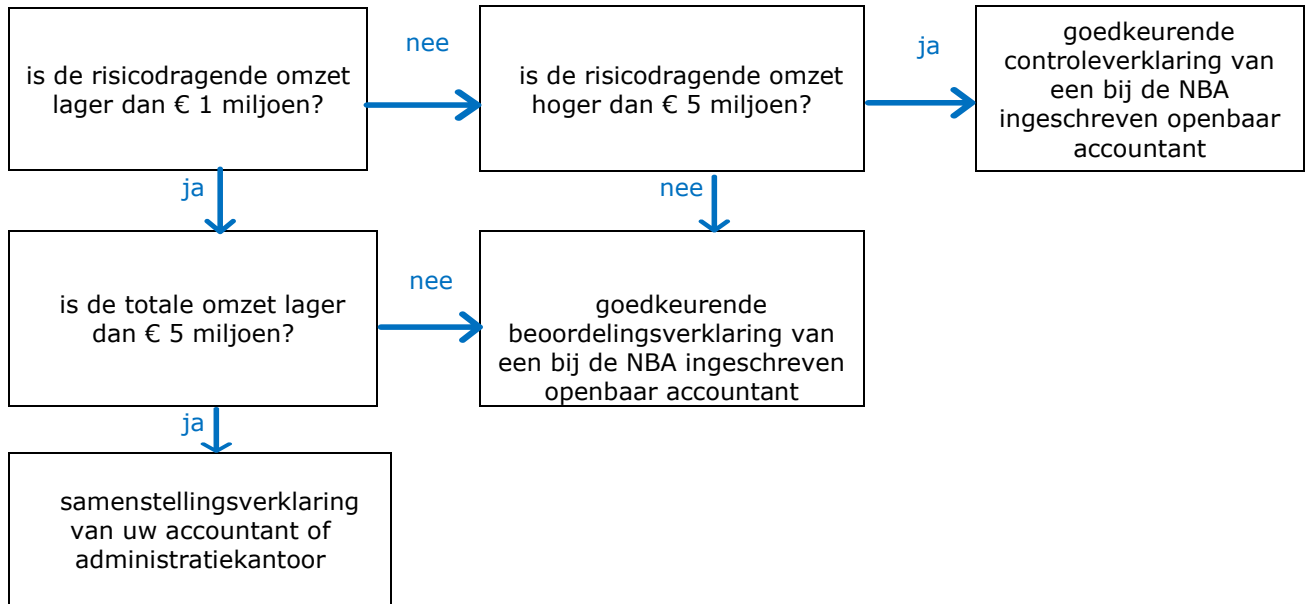 is de risicodragende omzet
lager dan € 1 miljoen?
nee
is de risicodragende omzet
hoger dan € 5 miljoen?
ja
goedkeurende
controleverklaring van
een bij de NBA
ingeschreven openbaar
accountant
ja
nee
is de totale omzet lager
dan € 5 miljoen?
nee
goedkeurende
beoordelingsverklaring van
een bij de NBA ingeschreven
openbaar accountant
ja
samenstellingsverklaring
van uw accountant of
administratiekantoor